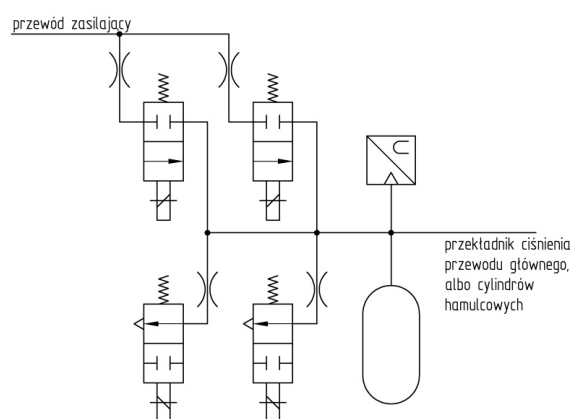 przewód zasilający
przekładnik ciśnienia
przewodu głównego,
albo cylindrów
hamulcowych